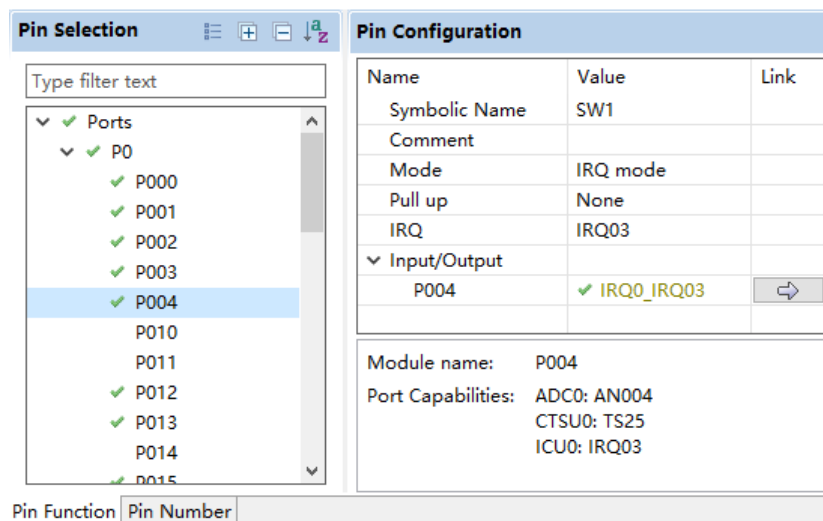 Pin Selection
Type filter text
Ports
P0
P000
P001
P002
P003
P004
P010
P011
P012
P013
P014
P015
Pin Function Pin Number
Pin Configuration
Name Value Link
Symbolic Name SW1
Comment
Mode IRQ mode
Pull up None
IRQ IRQ03
Input/Output
P004 IRQ0_IRQ03
Module name: P004
Port Capabilities: ADC0: AN004
CTSU0: TS25
ICU0: IRQ03